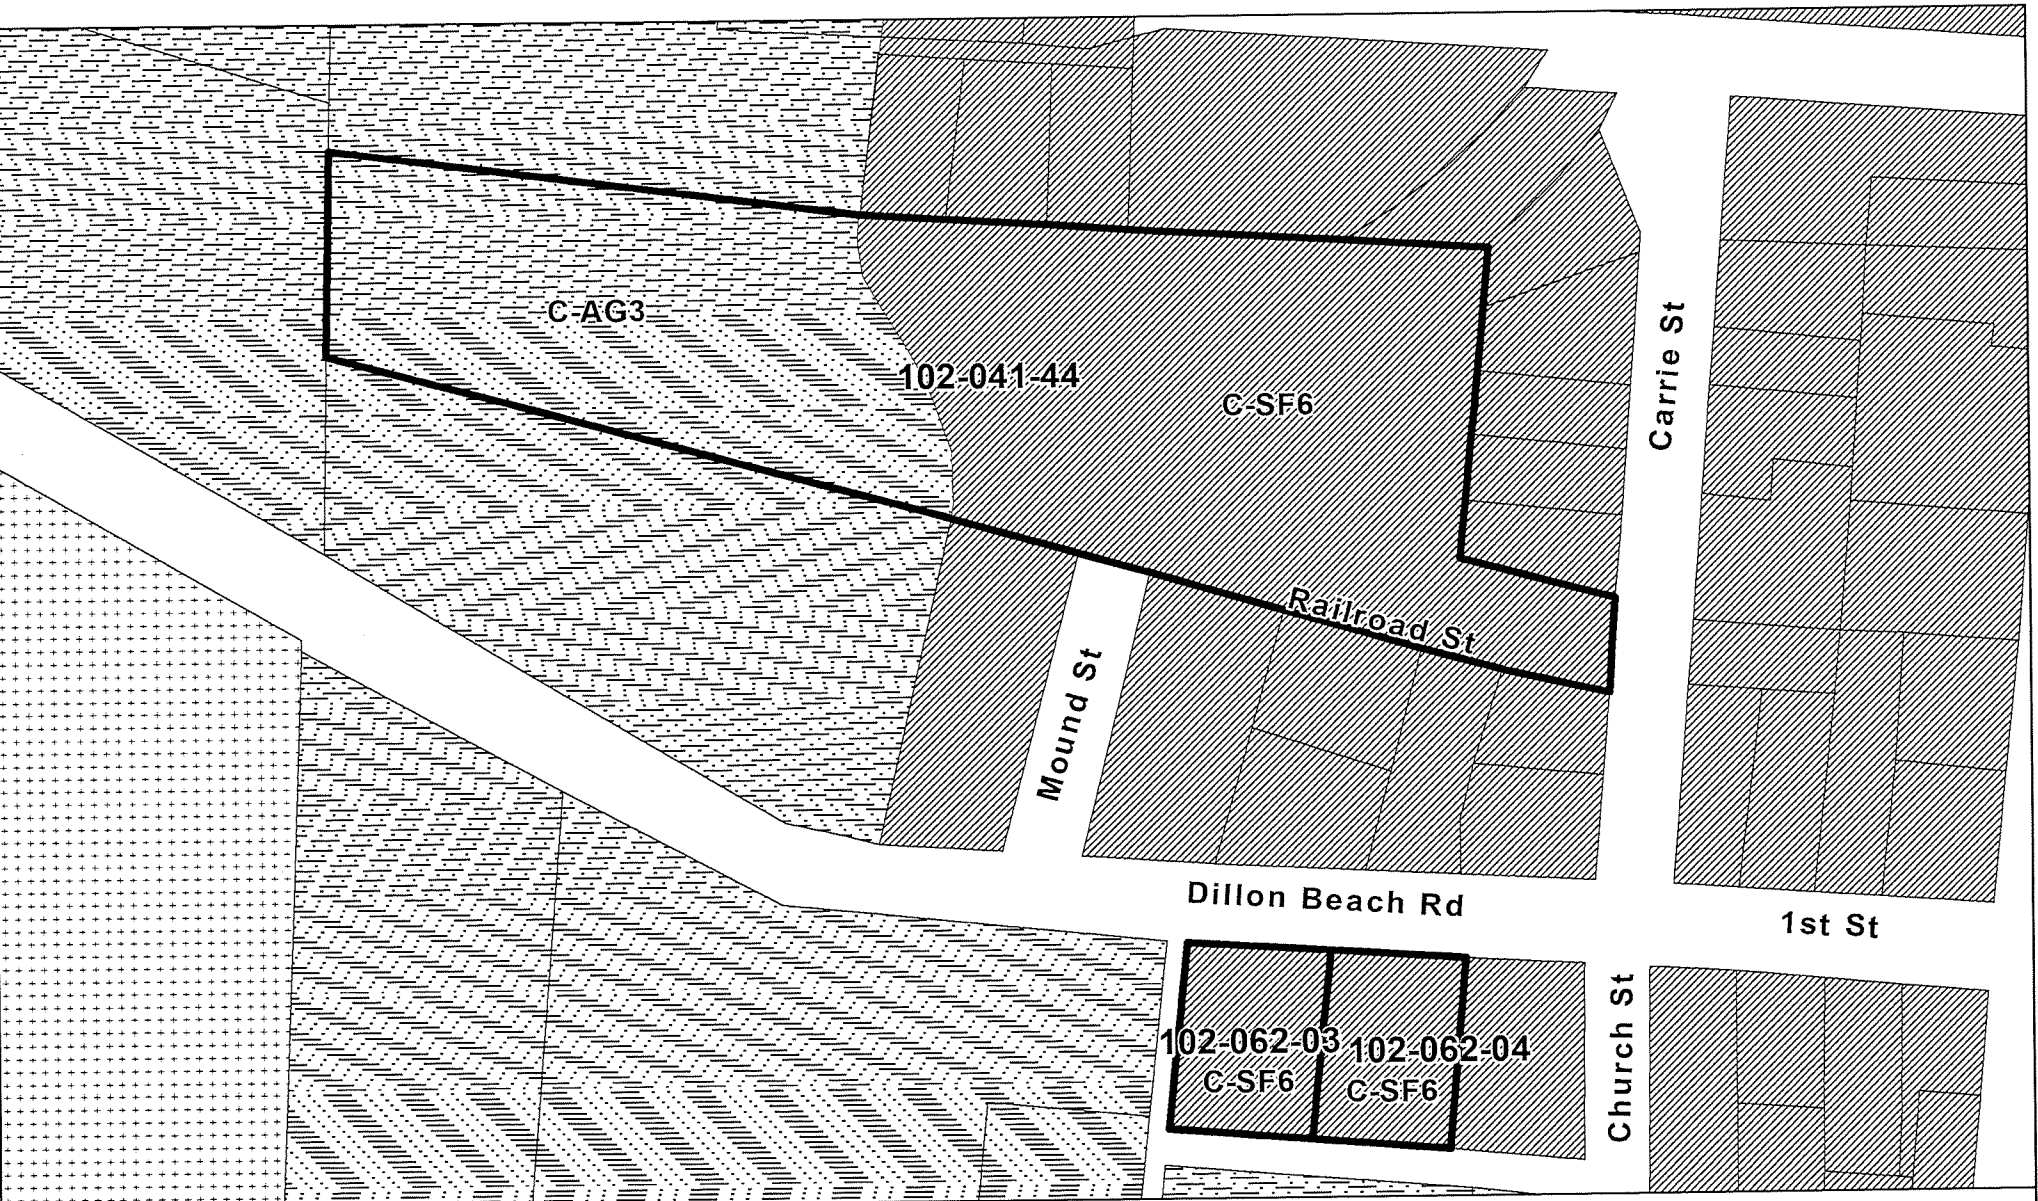 C-AG3
102-041-44
C-SF6
Carrie St
Railroad St
Mound St
Dillon Beach Rd
1st St
102-062-03
C-SF6
102-062-04
C-SF6
Church St